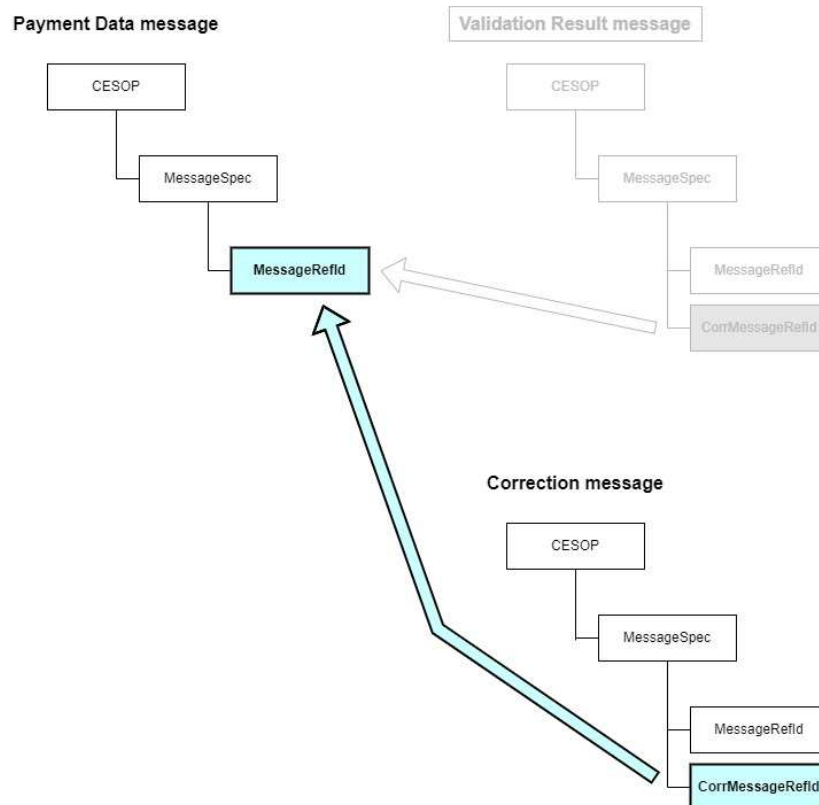 Payment Data message
Validation Result message
CESOP
CESOP
MessageSpec
MessageSpec
MessageRefId
MessageRefId
CorrMessageRefId
Correction message
CESOP
MessageSpec
MessageRefId
CorrMessageRefId